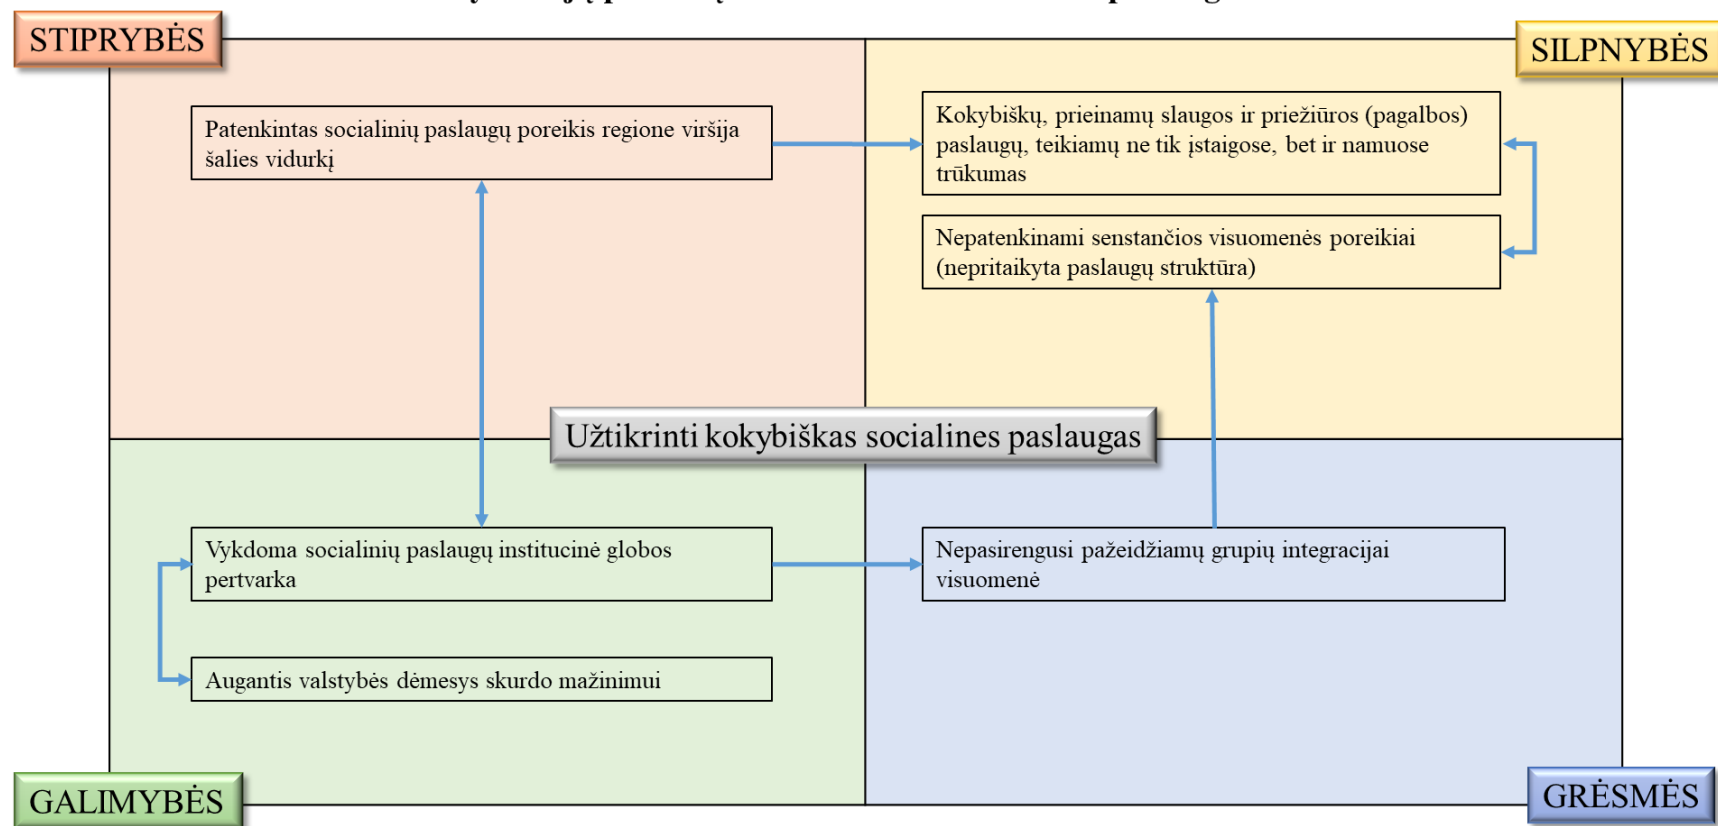 STIPRYBĖS
SILPNYBĖS
Patenkintas socialinių paslaugų poreikis regione viršija
šalies vidurkį
Kokybiškų, prieinamų slaugos ir priežiūros (pagalbos)
paslaugų, teikiamų ne tik įstaigose, bet ir namuose
trūkumas
Nepatenkinami senstančios visuomenės poreikiai
(nepritaikyta paslaugų struktūra)
Užtikrinti kokybiškas socialines paslaugas
Vykdoma socialinių paslaugų institucinė globos
pertvarka
Nepasirengusi pažeidžiamų grupių integracijai
visuomenė
Augantis valstybės dėmesys skurdo mažinimui
GALIMYBĖS
GRĖSMĖS